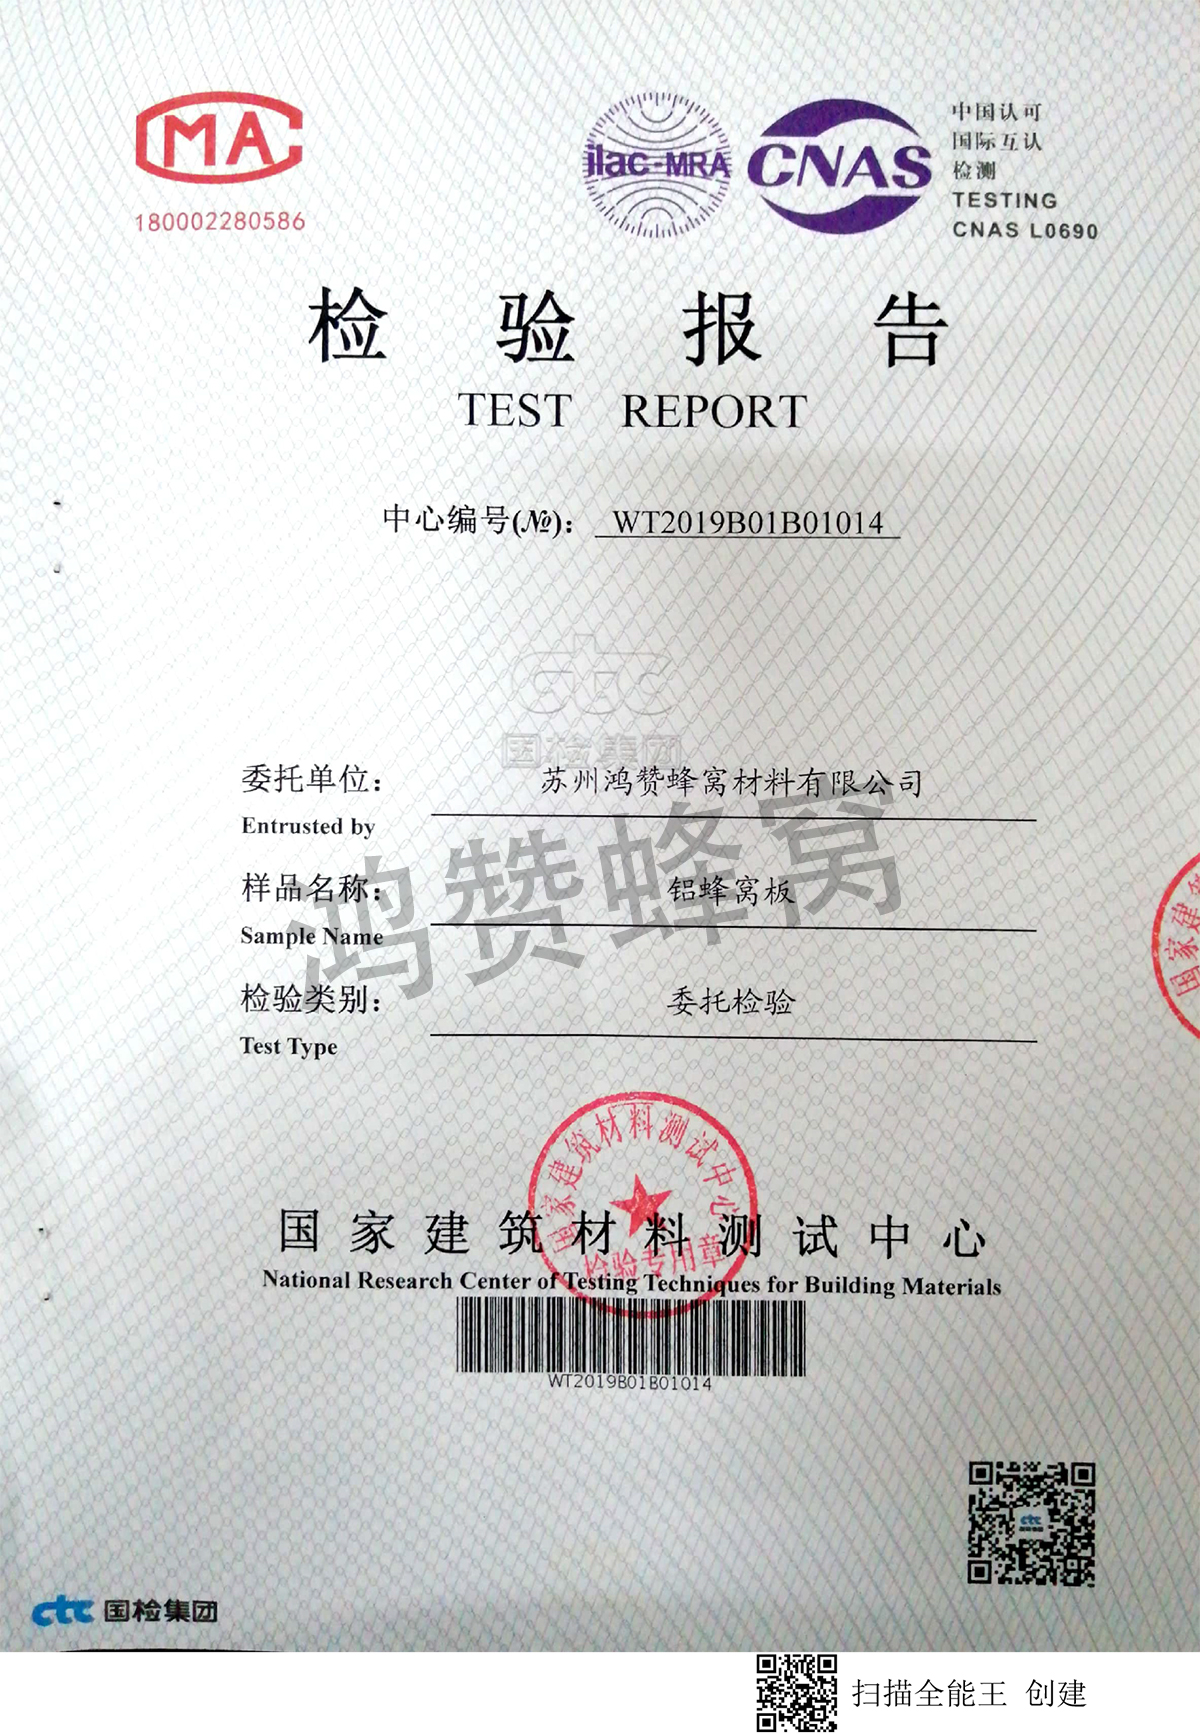 MA
180002280586
ilac-MRA
CNAS
中国认可
国际互认
检测
TESTING
CNAS L0690
检 验 报 告
TEST REPORT
中心编号(№): WT2019B01B01014
ctc
国检集团
委托单位: 苏州鸿赞蜂窝材料有限公司
Entrusted by
鸿赞蜂窝
样品名称: 铝蜂窝板
Sample Name
检验类别: 委托检验
Test Type
国家建筑材料测试中心
检验专用章
国家建
国家建筑材料测试中心
National Research Center of Testing Techniques for Building Materials
WT2019B01B01014
ctc
ctc 国检集团
扫描全能王 创建